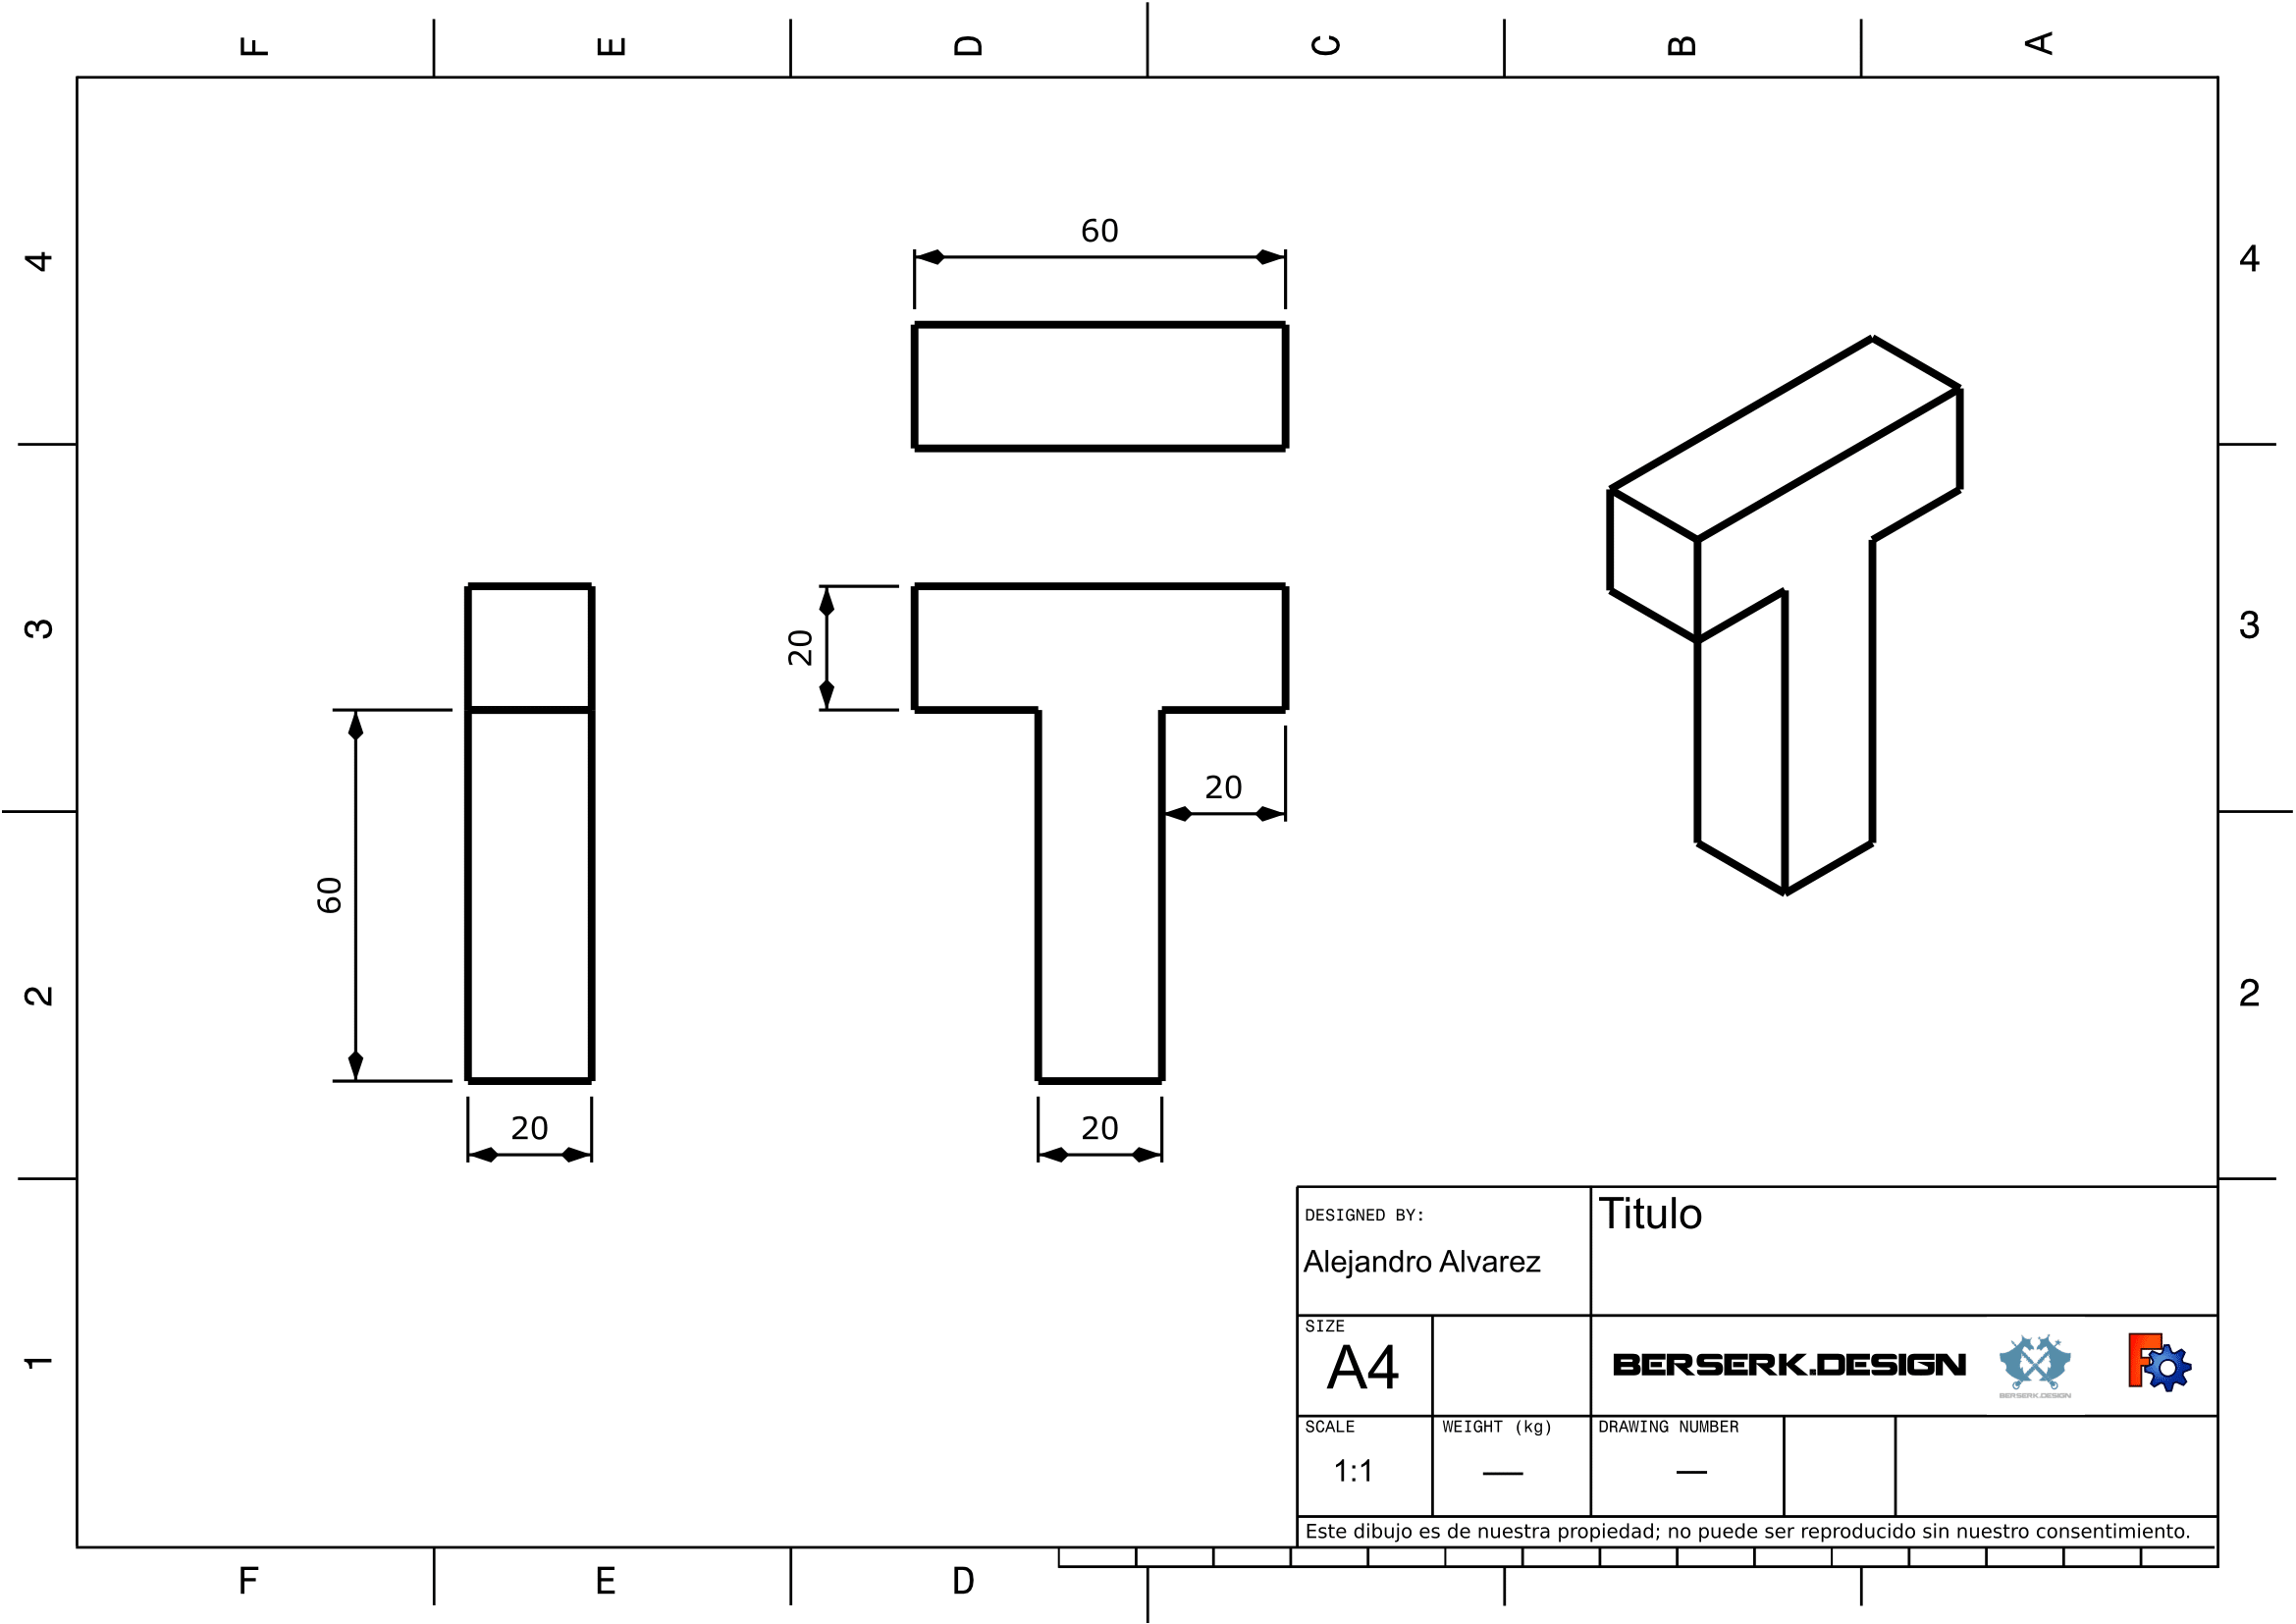 F E D C B A
4 4
60
3 3
20
20
60
2 2
20 20
1
DESIGNED BY:
Alejandro Alvarez
Titulo
SIZE
A4
BERSERK.DESIGN
BERSERK.DESIGN
SCALE
1:1
WEIGHT (kg)
—
DRAWING NUMBER
—
Este dibujo es de nuestra propiedad; no puede ser reproducido sin nuestro consentimiento.
F E D